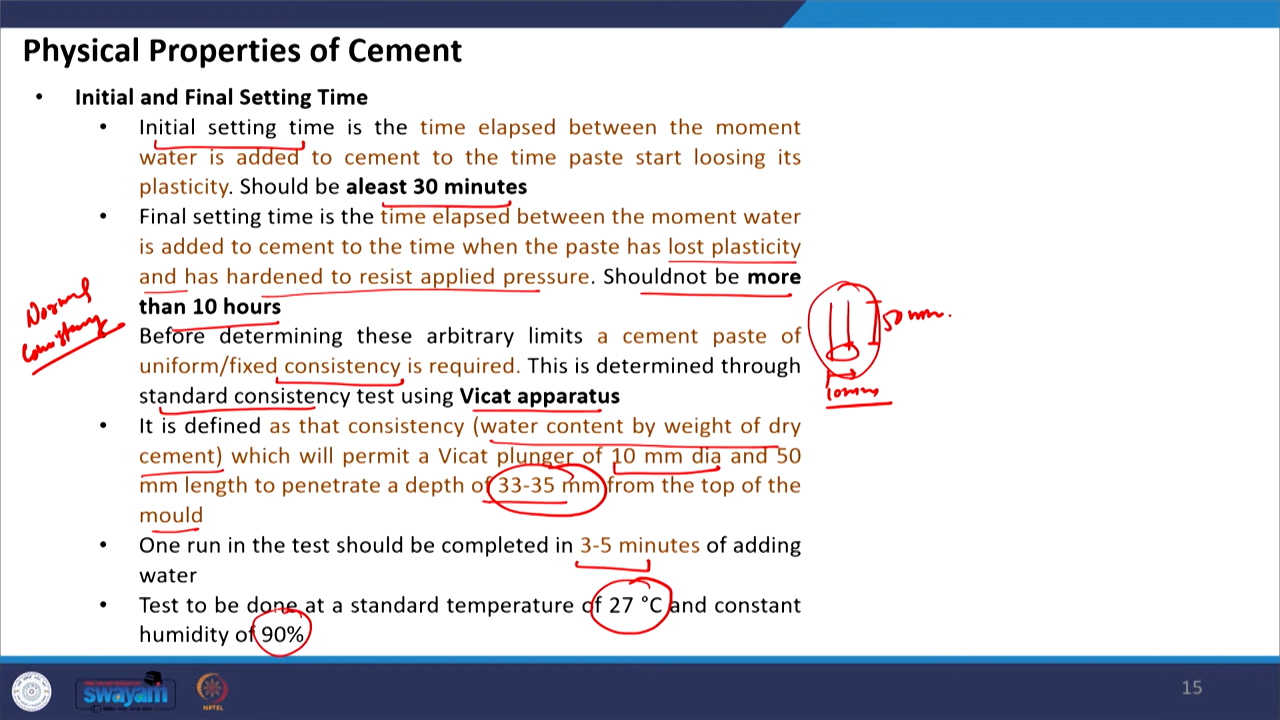 Physical Properties of Cement
• Initial and Final Setting Time
• Initial setting time is the time elapsed between the moment
water is added to cement to the time paste start loosing its
plasticity. Should be aleast 30 minutes
• Final setting time is the time elapsed between the moment water
is added to cement to the time when the paste has lost plasticity
and has hardened to resist applied pressure. Shouldnot be more
than 10 hours
Normal
consistency
Before determining these arbitrary limits a cement paste of
uniform/fixed consistency is required. This is determined through
standard consistency test using Vicat apparatus
50 mm.
10mm
• It is defined as that consistency (water content by weight of dry
cement) which will permit a Vicat plunger of 10 mm dia and 50
mm length to penetrate a depth of 33-35 mm from the top of the
mould
• One run in the test should be completed in 3-5 minutes of adding
water
• Test to be done at a standard temperature of 27 °C and constant
humidity of 90%
swayam
NPTEL
15